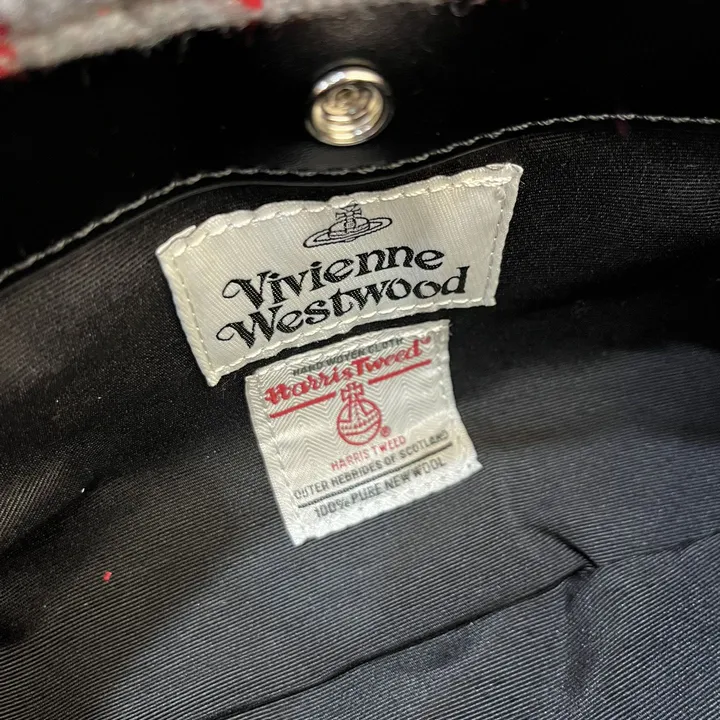 Vivienne
Westwood
HAND WOVEN CLOTH
Harris Tweed
®
HARRIS TWEED
OUTER HEBRIDES OF SCOTLAND
100% PURE NEW WOOL